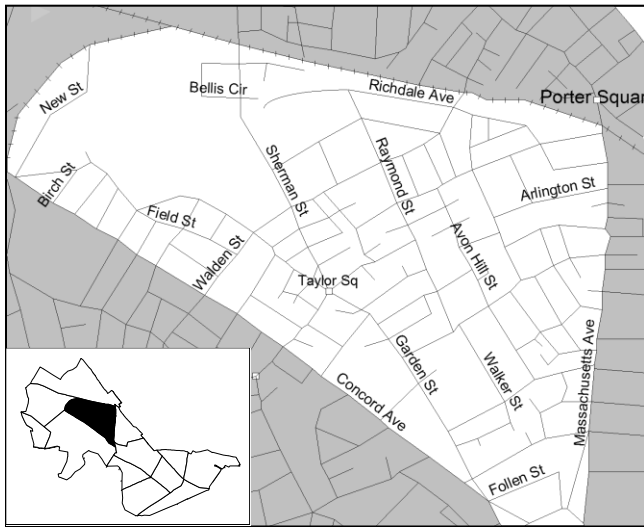 New St
Bellis Cir
Richdale Ave
Porter Squar
Birch St
Sherman St
Raymond St
Arlington St
Field St
Walden St
Avon Hill St
Taylor Sq
Garden St
Walker St
Massachusetts Ave
Concord Ave
Follen St